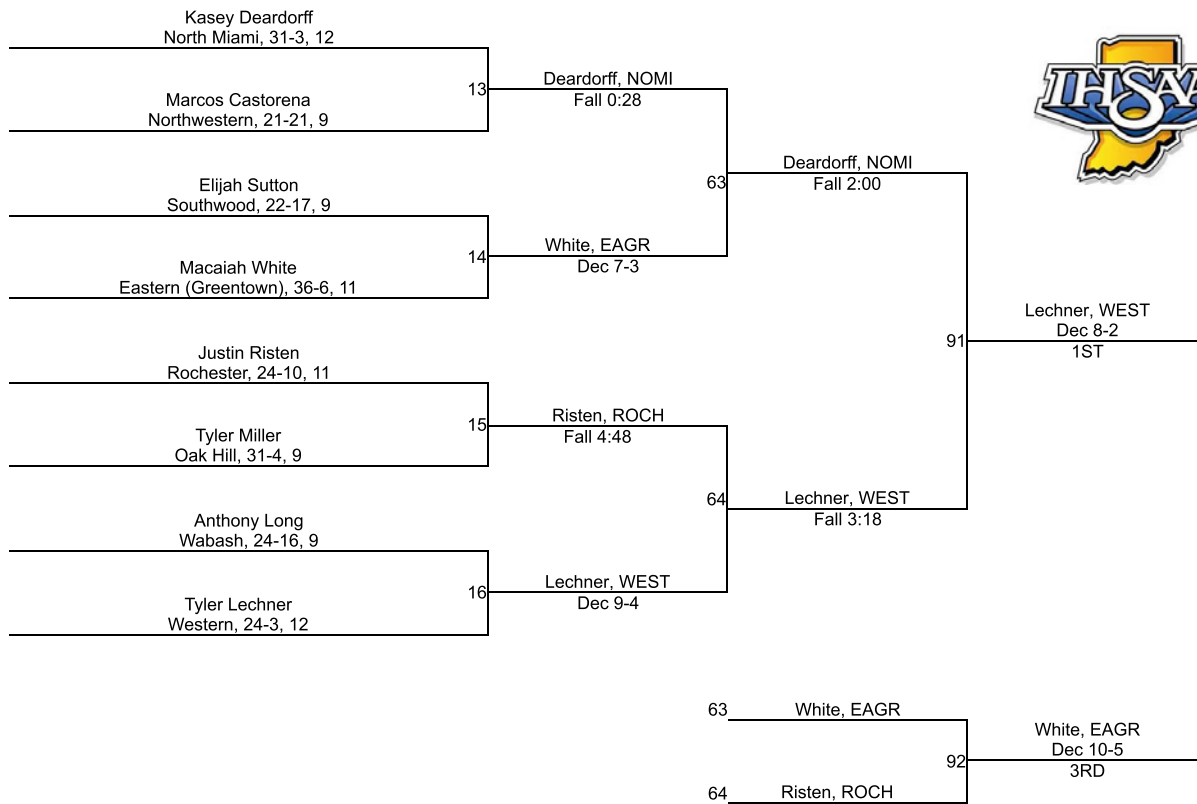 Kasey Deardorff
North Miami, 31-3, 12
13
Marcos Castorena
Northwestern, 21-21, 9
Deardorff, NOMI
Fall 0:28
Elijah Sutton
Southwood, 22-17, 9
14
Macaiah White
Eastern (Greentown), 36-6, 11
White, EAGR
Dec 7-3
63
Deardorff, NOMI
Fall 2:00
Justin Risten
Rochester, 24-10, 11
15
Tyler Miller
Oak Hill, 31-4, 9
Risten, ROCH
Fall 4:48
Anthony Long
Wabash, 24-16, 9
16
Tyler Lechner
Western, 24-3, 12
Lechner, WEST
Dec 9-4
64
Lechner, WEST
Fall 3:18
91
Lechner, WEST
Dec 8-2
1ST
IHSAA
63
White, EAGR
64
Risten, ROCH
92
White, EAGR
Dec 10-5
3RD